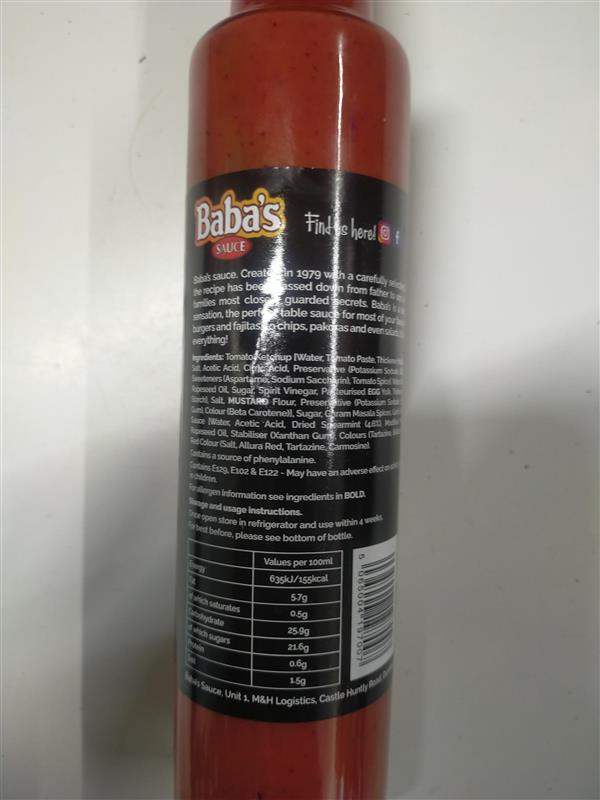 Baba's
SAUCE
Find us here! f
Baba's sauce. Created in 1979 with a carefully
the recipe has been passed down from father to
families most closely guarded secrets. Baba's is
sensation, the perfect table sauce for most of your
burgers and fajitas to chips, pakoras and even salads
everything!
Ingredients: Tomato Ketchup [Water, Tomato Paste, Thickener
Salt, Acetic Acid, Citric Acid, Preservative (Potassium
Sweeteners (Aspartame, Sodium Saccharin), Tomato Spice],
Rapeseed Oil, Sugar, Spirit Vinegar, Pasteurised EGG Yolk,
Starch), Salt, MUSTARD Flour, Preservative (Potassium
Gum), Colour (Beta Carotene)], Sugar, Garam Masala Spices,
Sauce [Water, Acetic Acid, Dried Spearmint (4.6%),
Rapeseed Oil, Stabiliser (Xanthan Gum), Colours (Tartrazine,
Red Colour (Salt, Allura Red, Tartazine, Carmosine).
Contains a source of phenylalanine.
Contains E129, E102 & E122 - May have an adverse effect on
in children.
For allergen information see ingredients in BOLD.
Storage and usage instructions.
Once open store in refrigerator and use within 4 weeks.
For best before, please see bottom of bottle.
Values per 100ml
Energy 635kJ/155kcal
Fat 5.7g
of which saturates 0.5g
Carbohydrate 25.9g
of which sugars 21.6g
Protein 0.6g
Salt 1.5g
5 065004 197007
Baba's Sauce, Unit 1, M&H Logistics, Castle Huntly Road,